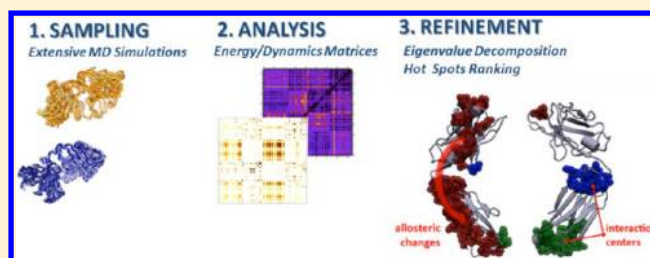 1. SAMPLING
Extensive MD Simulations
2. ANALYSIS
Energy/Dynamics Matrices
3. REFINEMENT
Eigenvalue Decomposition
Hot Spots Ranking
allosteric
changes
interaction
centers